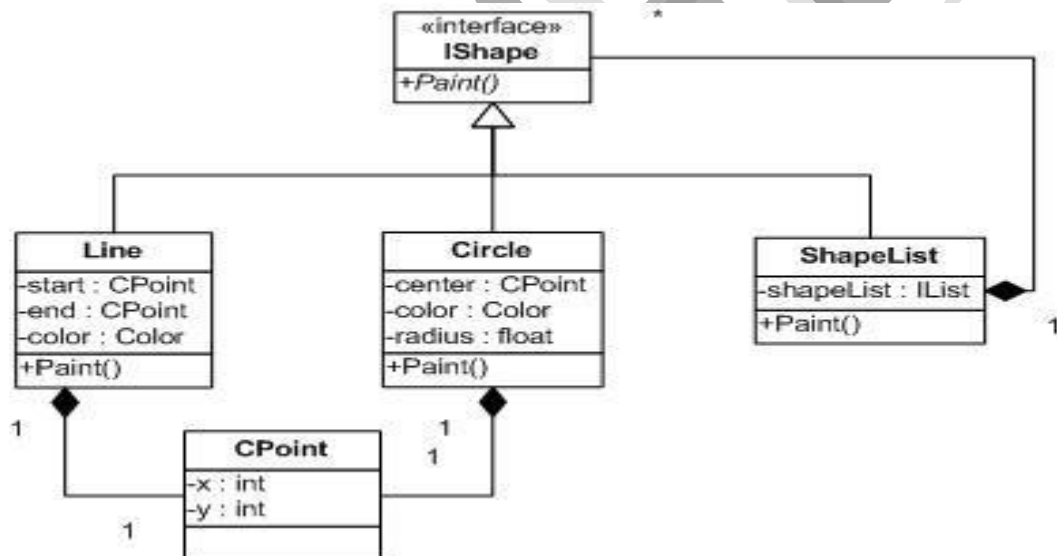 *
«interface»
IShape
+Paint()
Line
-start : CPoint
-end : CPoint
-color : Color
+Paint()
Circle
-center : CPoint
-color : Color
-radius : float
+Paint()
ShapeList
-shapeList : IList
+Paint()
1
1
1
1
CPoint
-x : int
-y : int
1